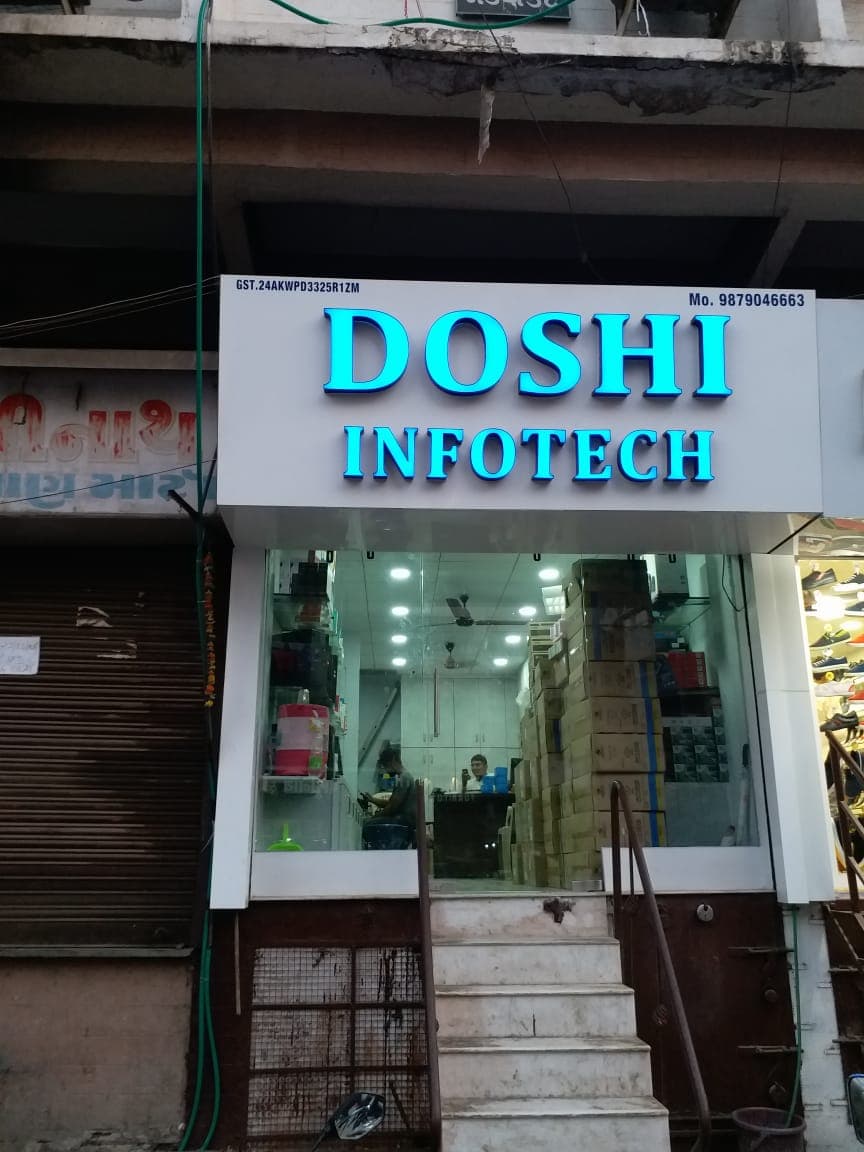 GST.24AKWPD3325R1ZM
Mo. 9879046663
DOSHI
INFOTECH